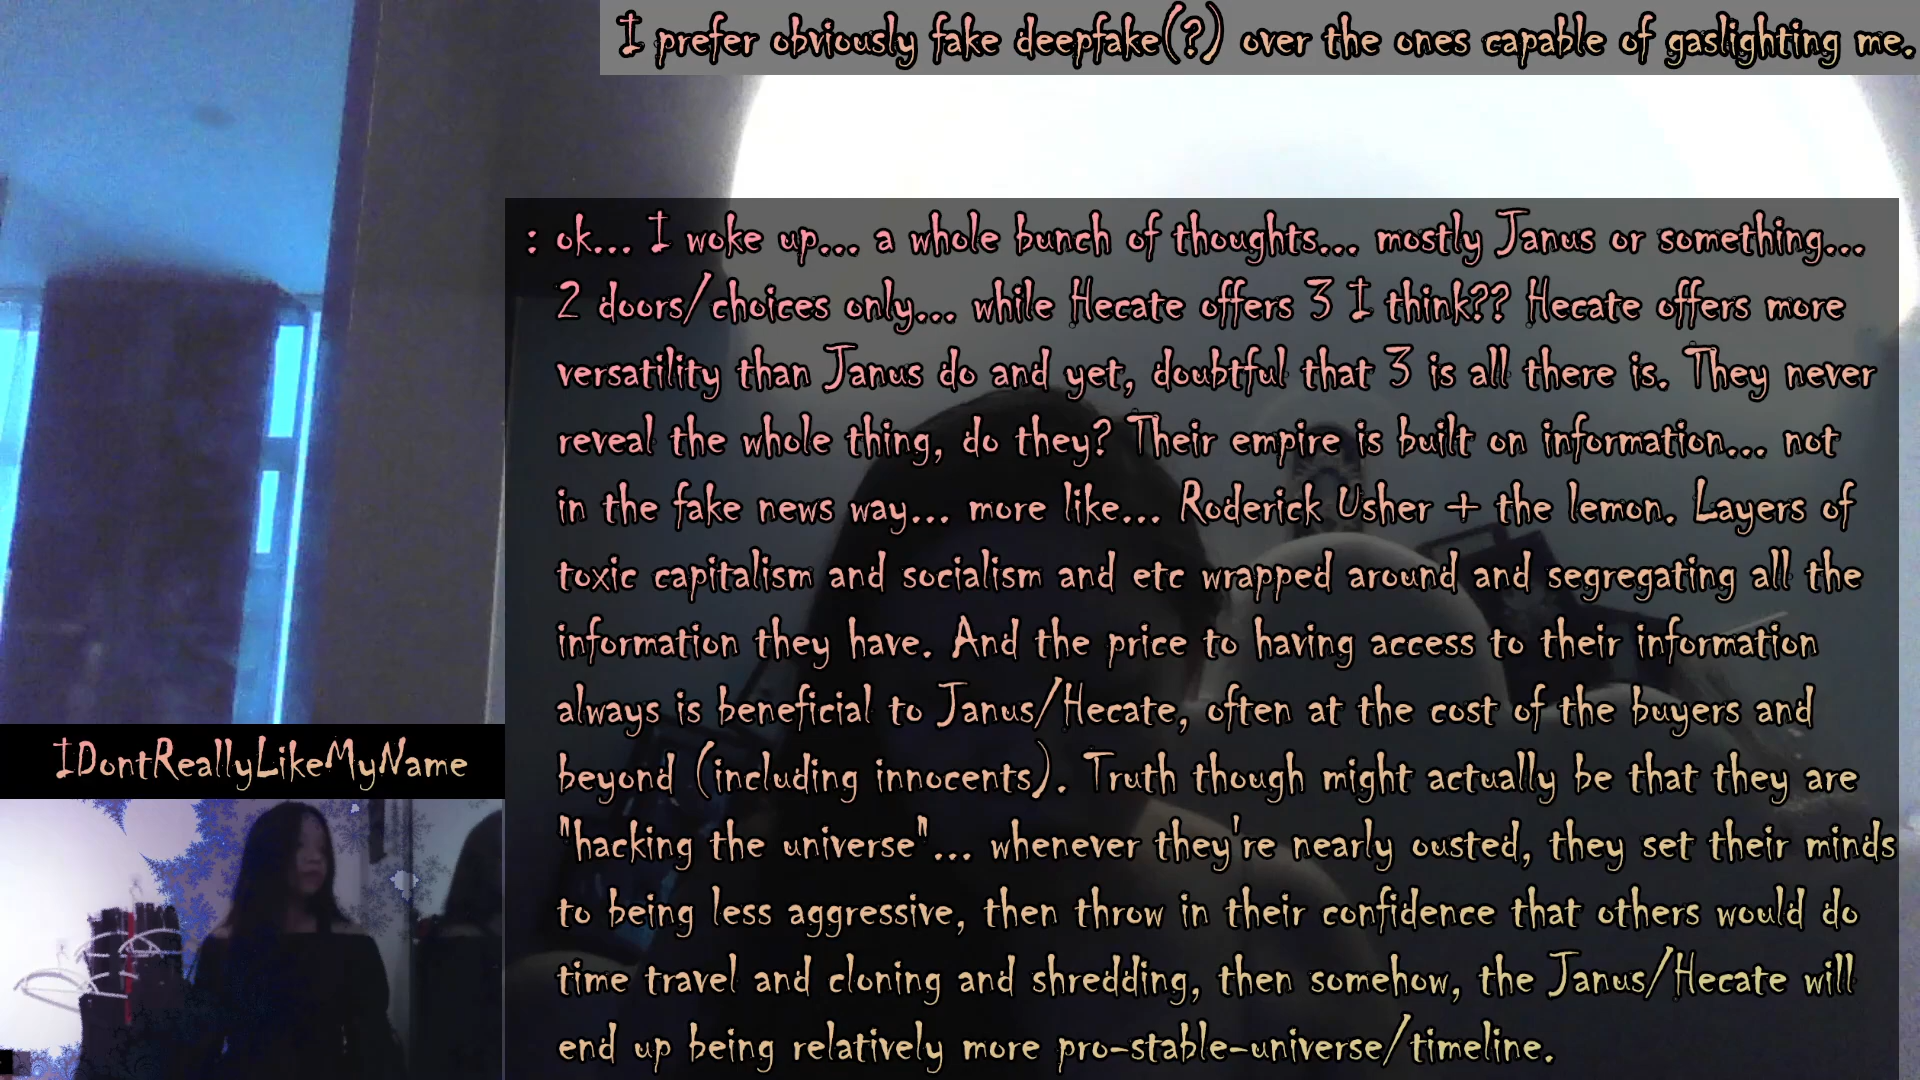 I prefer obviously fake deepfake(?) over the ones capable of gaslighting me.
: ok... I woke up... a whole bunch of thoughts... mostly Janus or something...
2 doors/choices only... while Hecate offers 3 I think?? Hecate offers more
versatility than Janus do and yet, doubtful that 3 is all there is. They never
reveal the whole thing, do they? Their empire is built on information... not
in the fake news way... more like... Roderick Usher + the lemon. Layers of
toxic capitalism and socialism and etc wrapped around and segregating all the
information they have. And the price to having access to their information
always is beneficial to Janus/Hecate, often at the cost of the buyers and
beyond (including innocents). Truth though might actually be that they are
"hacking the universe"... whenever they're nearly ousted, they set their minds
to being less aggressive, then throw in their confidence that others would do
time travel and cloning and shredding, then somehow, the Janus/Hecate will
end up being relatively more pro-stable-universe/timeline.
IDontReallyLikeMyName